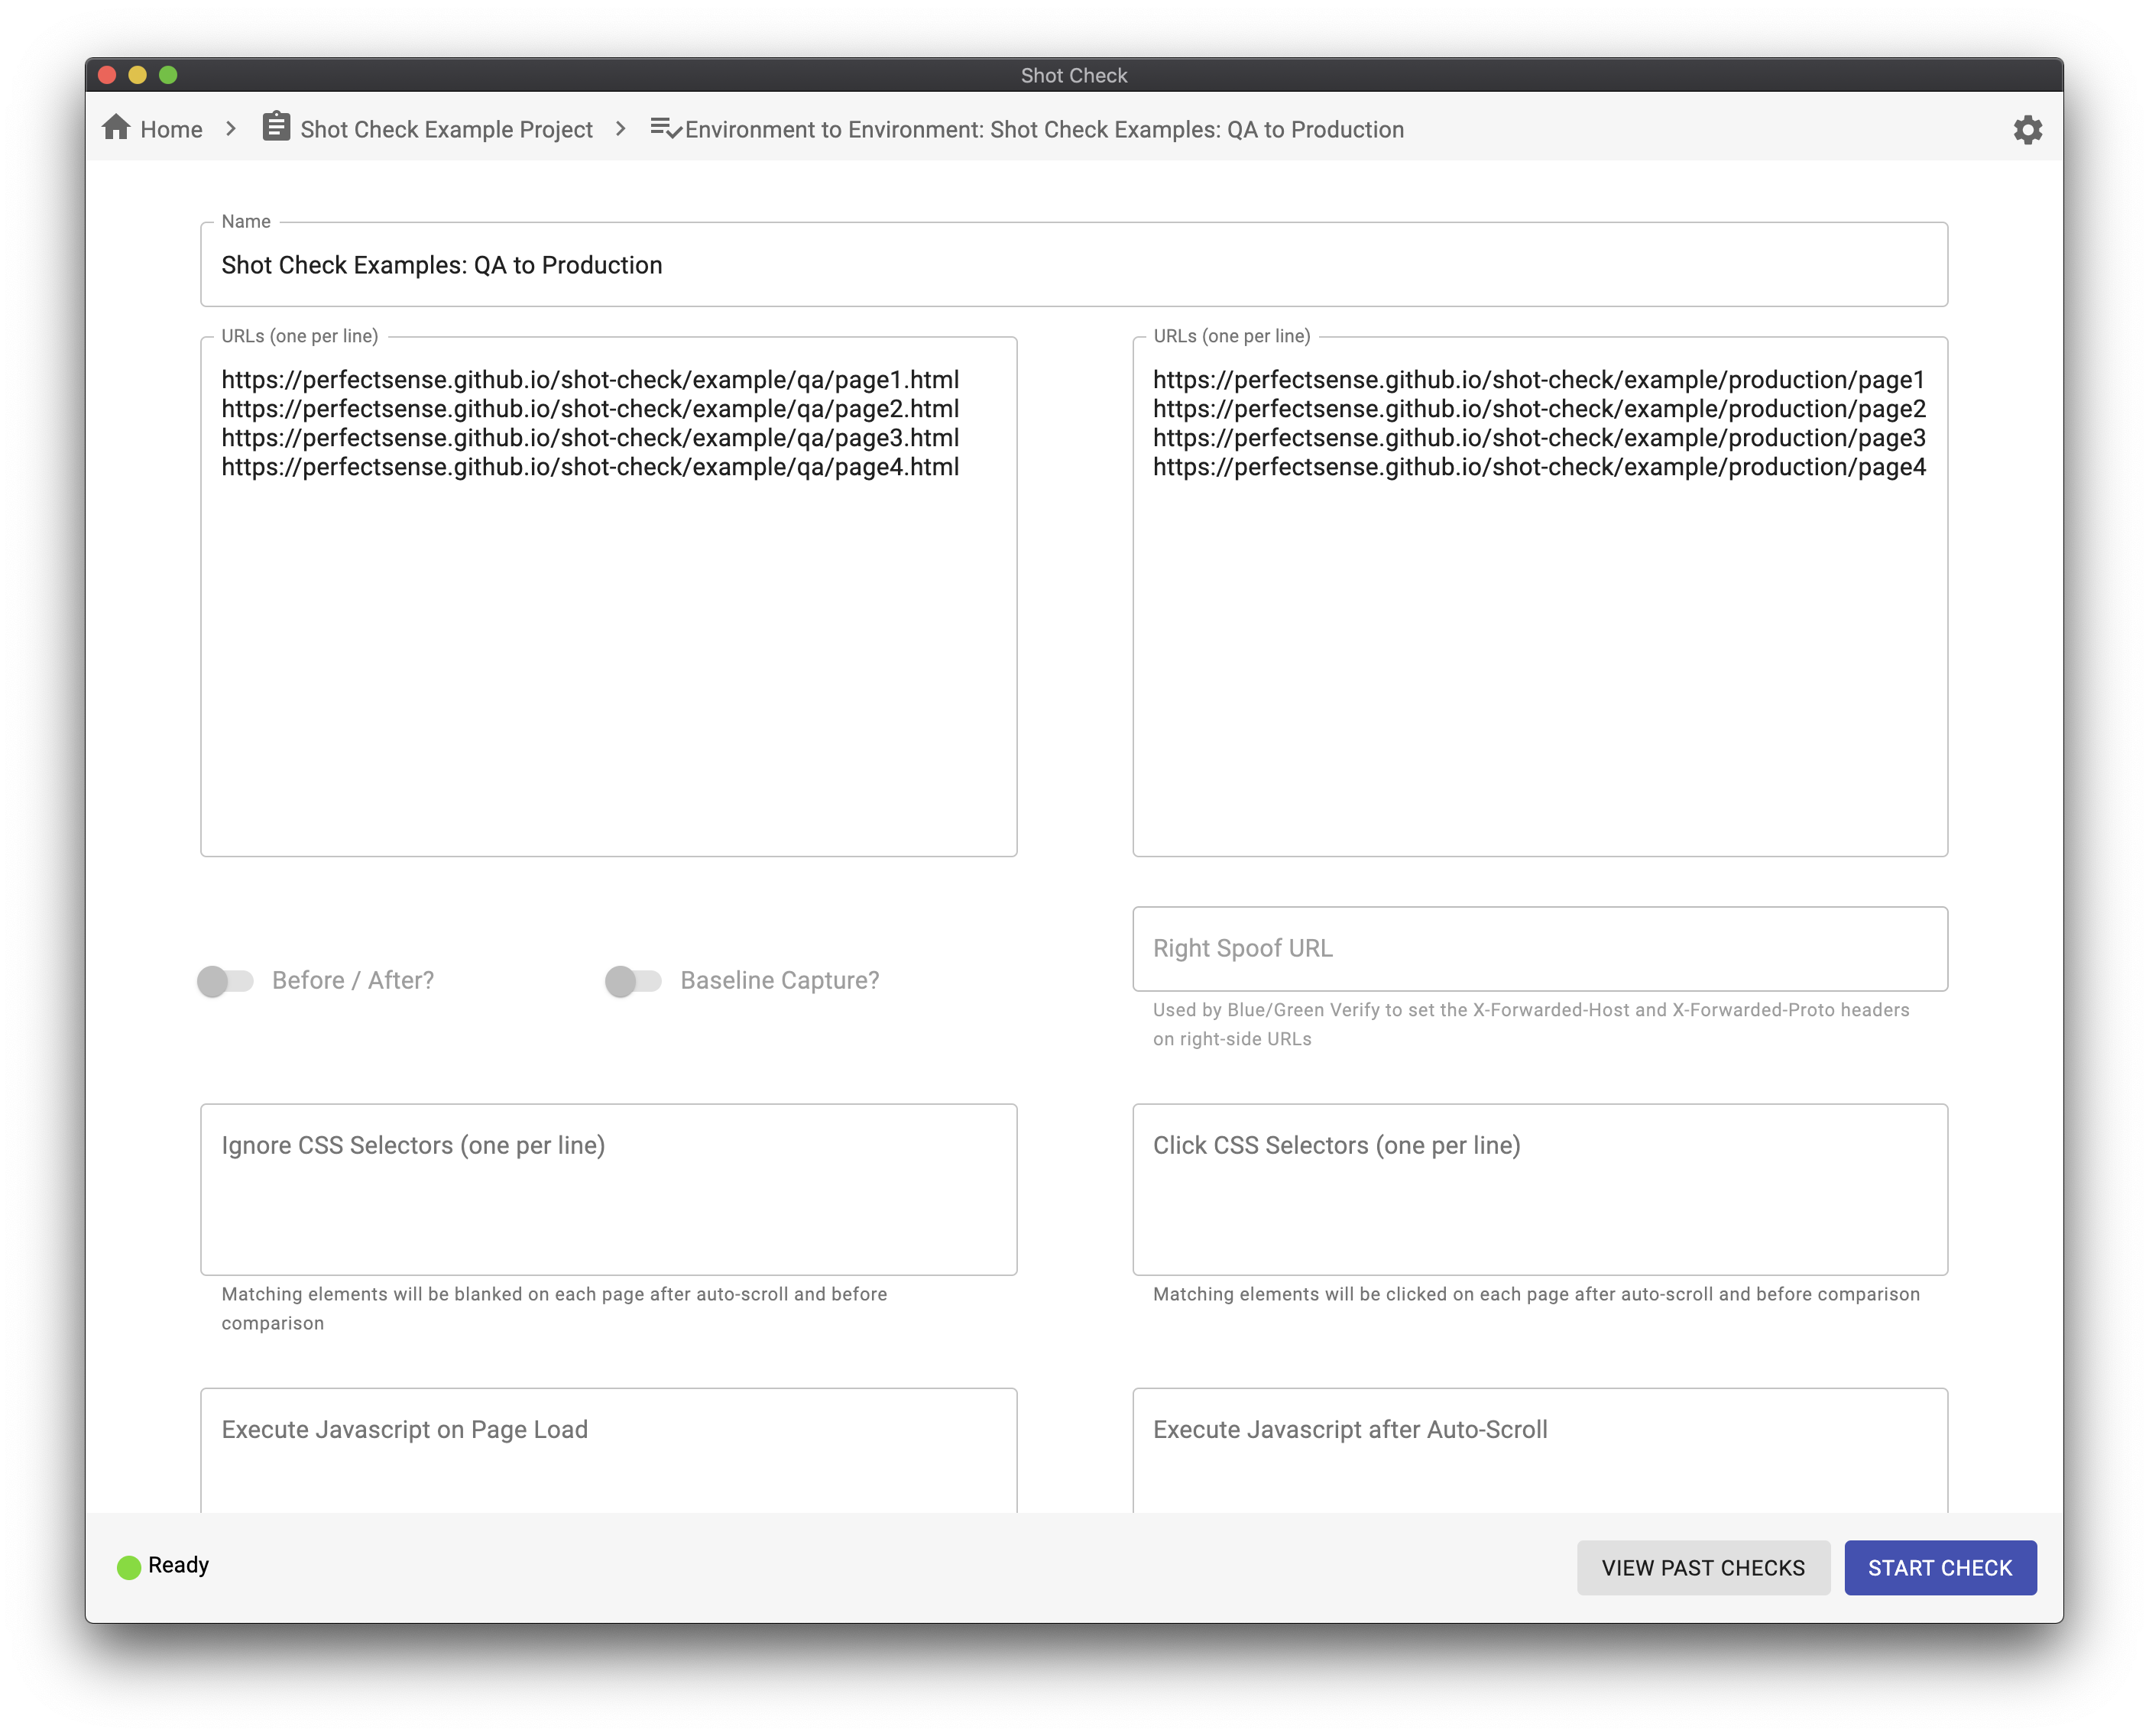 Shot Check
Home > Shot Check Example Project > Environment to Environment: Shot Check Examples: QA to Production
Name
Shot Check Examples: QA to Production
URLs (one per line)
https://perfectsense.github.io/shot-check/example/qa/page1.html
https://perfectsense.github.io/shot-check/example/qa/page2.html
https://perfectsense.github.io/shot-check/example/qa/page3.html
https://perfectsense.github.io/shot-check/example/qa/page4.html
URLs (one per line)
https://perfectsense.github.io/shot-check/example/production/page1
https://perfectsense.github.io/shot-check/example/production/page2
https://perfectsense.github.io/shot-check/example/production/page3
https://perfectsense.github.io/shot-check/example/production/page4
Before / After?
Baseline Capture?
Right Spoof URL
Used by Blue/Green Verify to set the X-Forwarded-Host and X-Forwarded-Proto headers
on right-side URLs
Ignore CSS Selectors (one per line)
Matching elements will be blanked on each page after auto-scroll and before
comparison
Click CSS Selectors (one per line)
Matching elements will be clicked on each page after auto-scroll and before comparison
Execute Javascript on Page Load
Execute Javascript after Auto-Scroll
Ready
VIEW PAST CHECKS
START CHECK